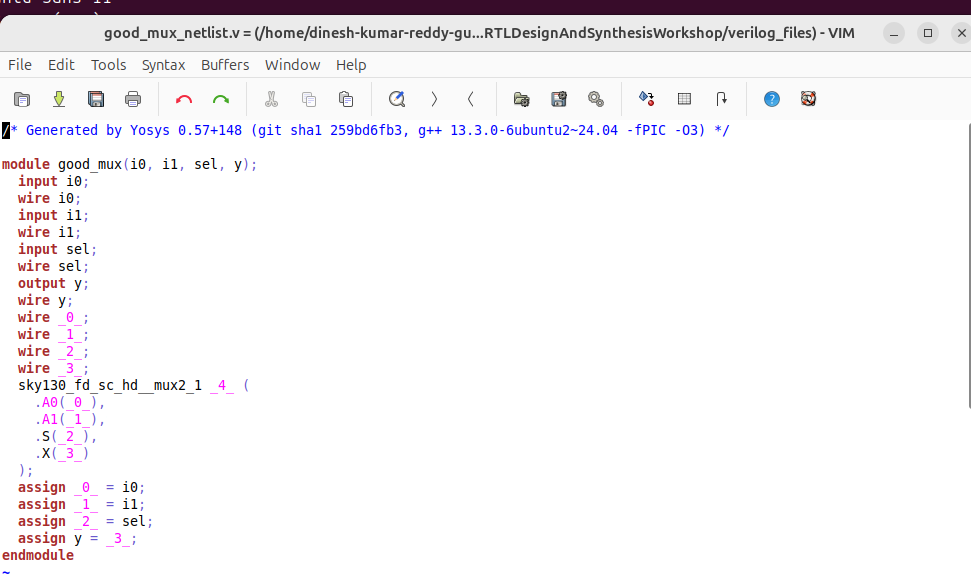 good_mux_netlist.v = (/home/dinesh-kumar-reddy-gu...RTLDesignAndSynthesisWorkshop/verilog_files) - VIM
File Edit Tools Syntax Buffers Window Help
/* Generated by Yosys 0.57+148 (git sha1 259bd6fb3, g++ 13.3.0-6ubuntu2~24.04 -fPIC -O3) */
module good_mux(i0, i1, sel, y);
input i0;
wire i0;
input i1;
wire i1;
input sel;
wire sel;
output y;
wire y;
wire _0_;
wire _1_;
wire _2_;
wire _3_;
sky130_fd_sc_hd__mux2_1 _4_ (
.A0(_0_),
.A1(_1_),
.S(_2_),
.X(_3_)
);
assign _0_ = i0;
assign _1_ = i1;
assign _2_ = sel;
assign y = _3_;
endmodule
~